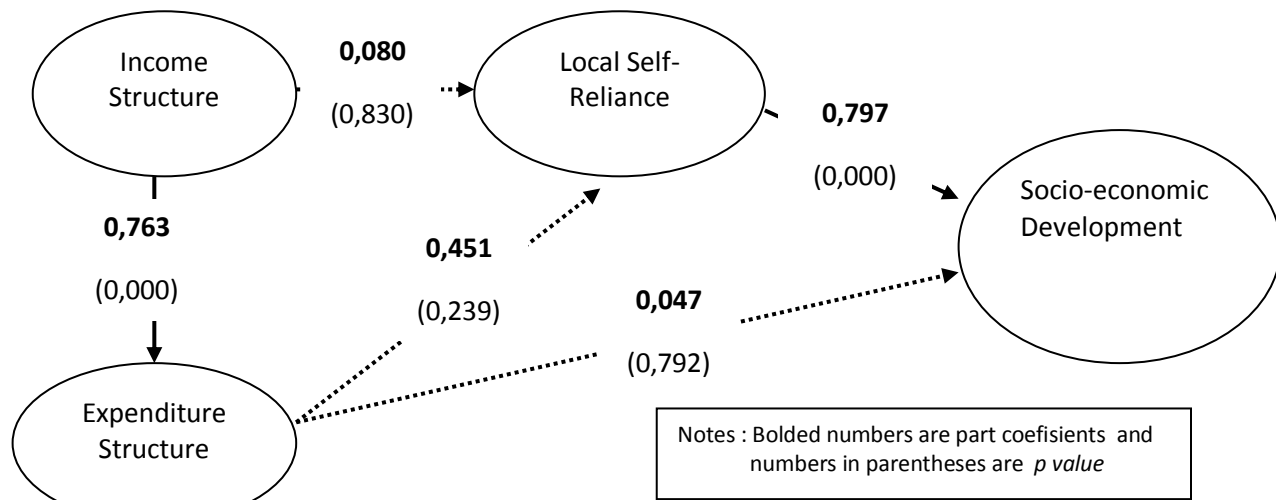 Income
Structure
0,080
(0,830)
Local Self-
Reliance
0,797
(0,000)
Socio-economic
Development
0,763
(0,000)
0,451
(0,239)
0,047
(0,792)
Expenditure
Structure
Notes : Bolded numbers are part coefisients and
numbers in parentheses are p value